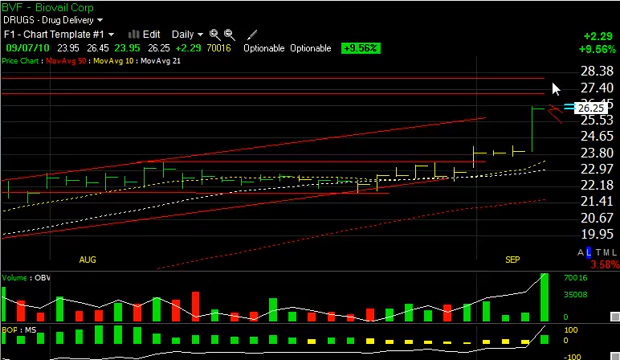 BVF - Biovail Corp
DRUGS - Drug Delivery
F1 - Chart Template #1 Edit Daily
+2.29
09/07/10 23.95 26.45 23.95 26.25 +2.29 70016 Optionable Optionable +9.56%
+9.56%
Price Chart : MovAvg 50 : MovAvg 10 : MovAvg 21
28.38
27.40
26.25
25.53
24.65
23.80
22.97
22.18
21.41
20.67
19.95
AUG SEP
A L T M L
3.58%
Volume : OBV
70016
35008
0
BOP : MS
100
0
-100